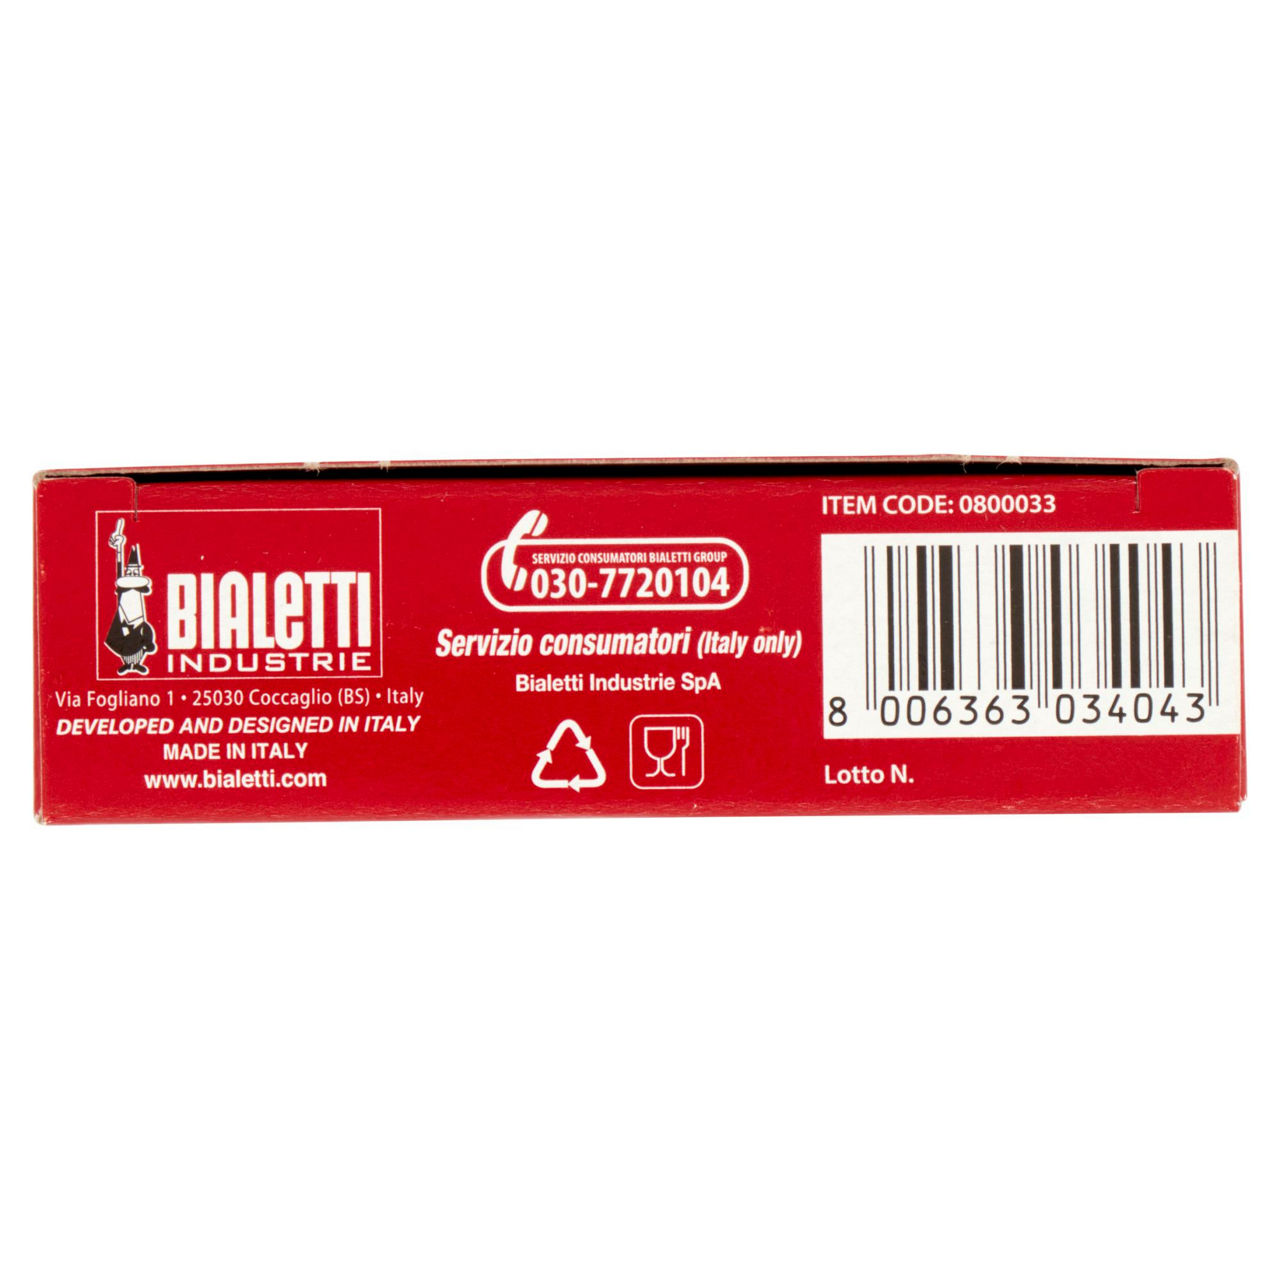 BIALETTI
INDUSTRIE
Via Fogliano 1 • 25030 Coccaglio (BS) • Italy
DEVELOPED AND DESIGNED IN ITALY
MADE IN ITALY
www.bialetti.com
SERVIZIO CONSUMATORI BIALETTI GROUP
030-7720104
Servizio consumatori (Italy only)
Bialetti Industrie SpA
ITEM CODE: 0800033
8 006363 034043
Lotto N.